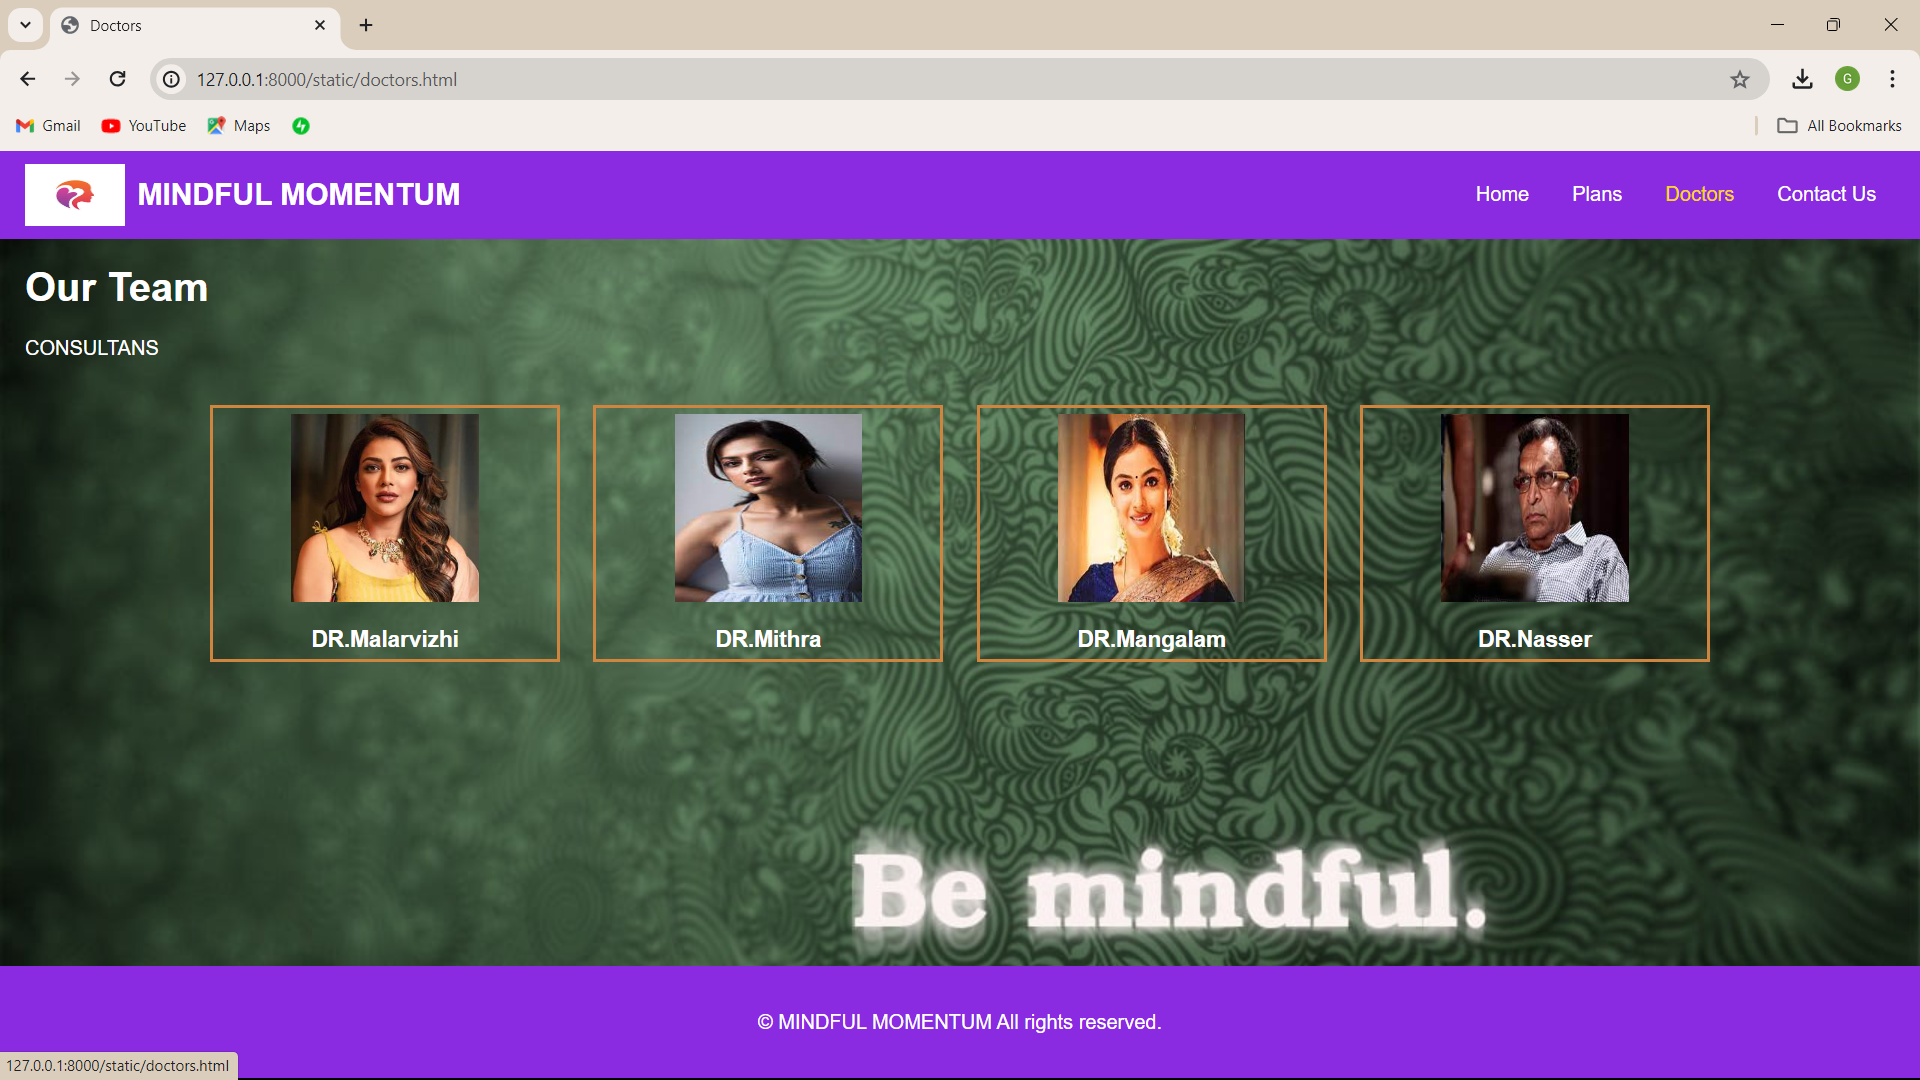 Doctors
127.0.0.1:8000/static/doctors.html
G
Gmail
YouTube
Maps
All Bookmarks
MINDFUL MOMENTUM
Home
Plans
Doctors
Contact Us
Our Team
CONSULTANS
DR.Malarvizhi
DR.Mithra
DR.Mangalam
DR.Nasser
Be mindful.
© MINDFUL MOMENTUM All rights reserved.
127.0.0.1:8000/static/doctors.html